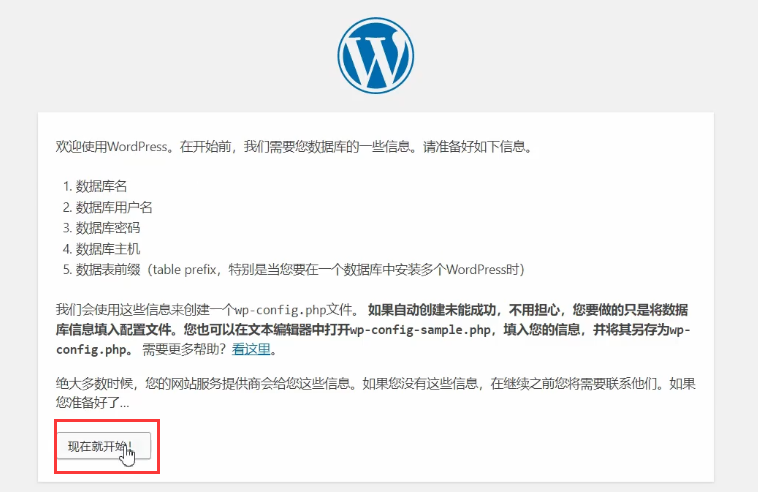 欢迎使用WordPress。在开始前，我们需要您数据库的一些信息。请准备好如下信息。
1. 数据库名
2. 数据库用户名
3. 数据库密码
4. 数据库主机
5. 数据表前缀（table prefix，特别是当您要在一个数据库中安装多个WordPress时）
我们会使用这些信息来创建一个wp-config.php文件。 如果自动创建未能成功，不用担心，您要做的只是将数据
库信息填入配置文件。您也可以在文本编辑器中打开wp-config-sample.php，填入您的信息，并将其另存为wp-
config.php。 需要更多帮助？看这里。
绝大多数时候，您的网站服务提供商会给您这些信息。如果您没有这些信息，在继续之前您将需要联系他们。如果
您准备好了…
现在就开始！